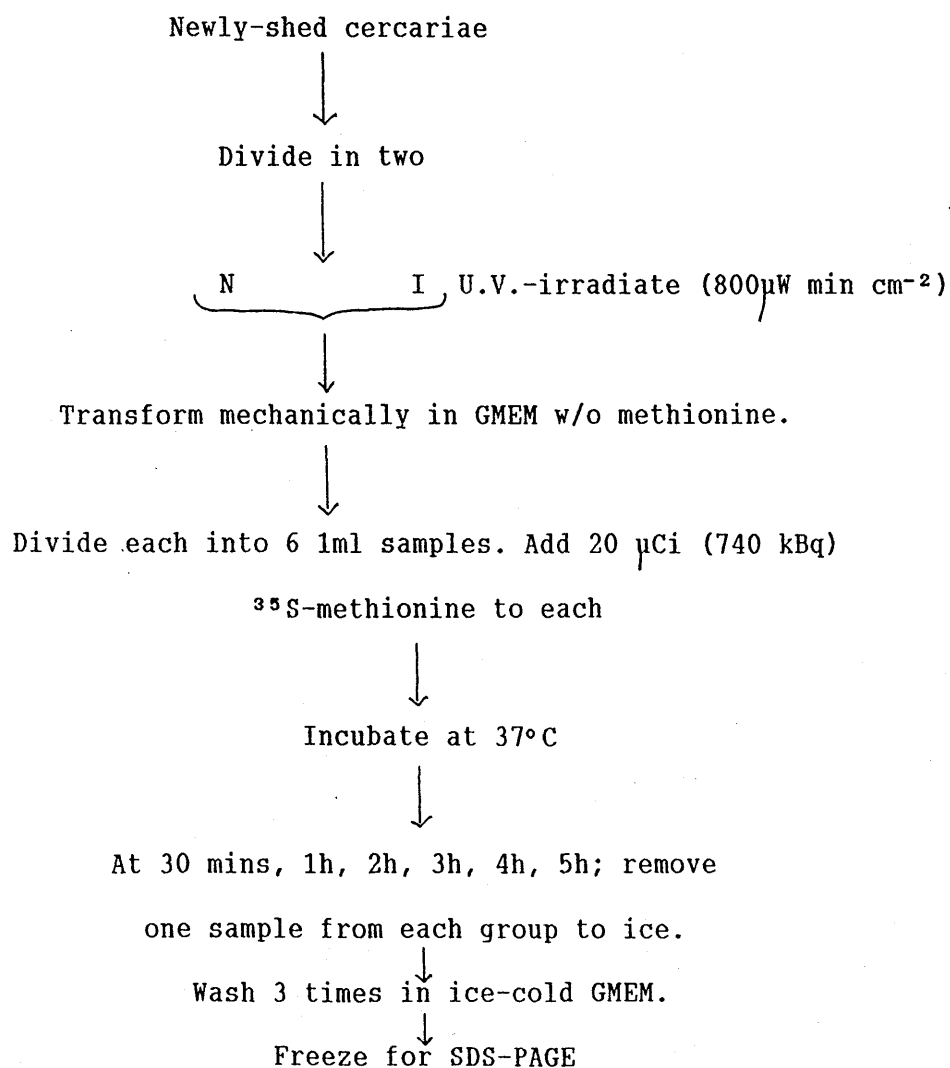 Newly-shed cercariae
Divide in two
N I U.V.-irradiate (800µW min cm⁻²)
Transform mechanically in GMEM w/o methionine.
Divide each into 6 1ml samples. Add 20 µCi (740 kBq)
³⁵S-methionine to each
Incubate at 37°C
At 30 mins, 1h, 2h, 3h, 4h, 5h; remove
one sample from each group to ice.
Wash 3 times in ice-cold GMEM.
Freeze for SDS-PAGE